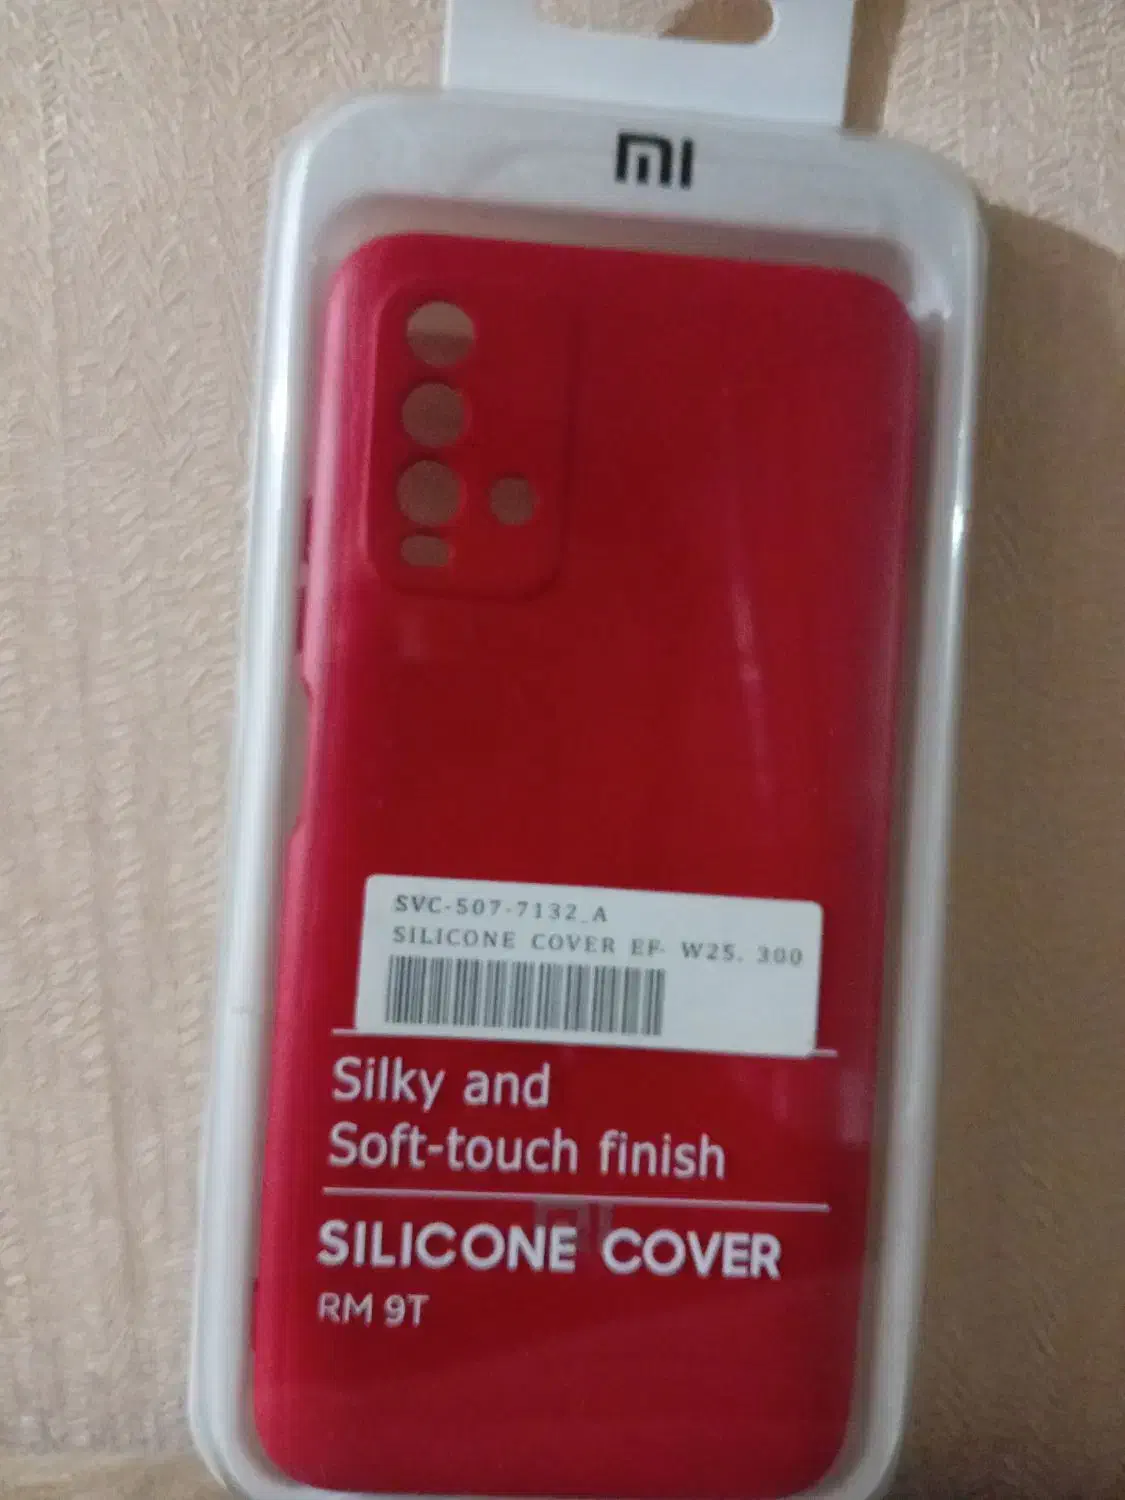 mi
SVC-507-7132_A
SILICONE COVER EF- W25. 300
Silky and
Soft-touch finish
SILICONE COVER
RM 9T